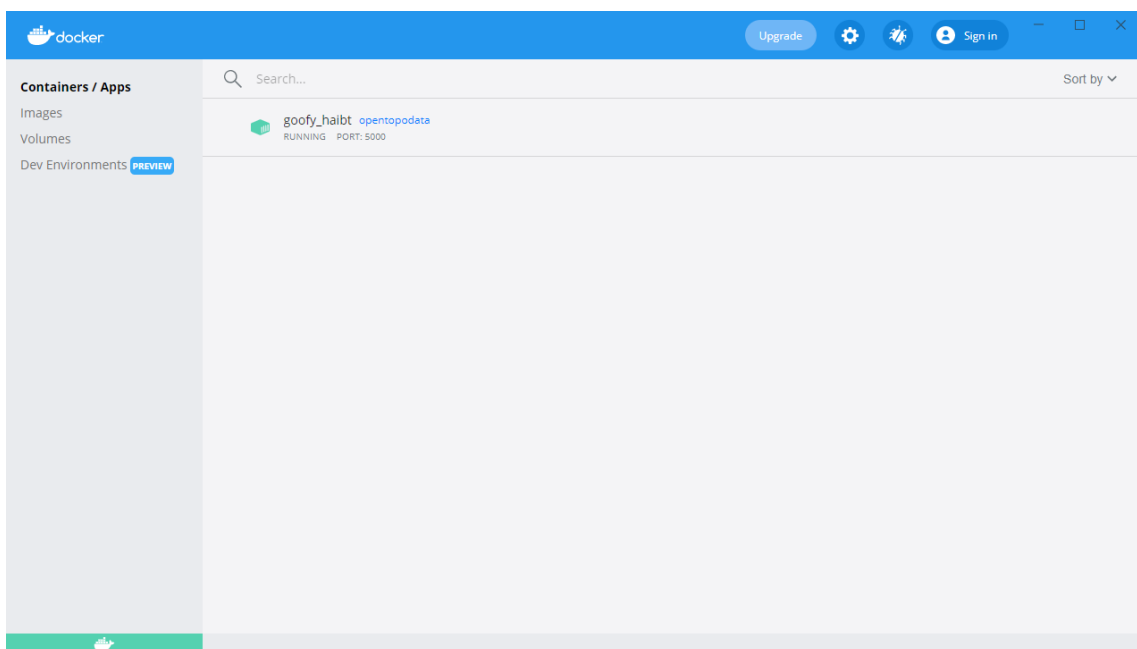 docker
Upgrade
Sign in
Containers / Apps
Images
Volumes
Dev Environments PREVIEW
Search...
Sort by
goofy_haibt opentopodata
RUNNING PORT: 5000